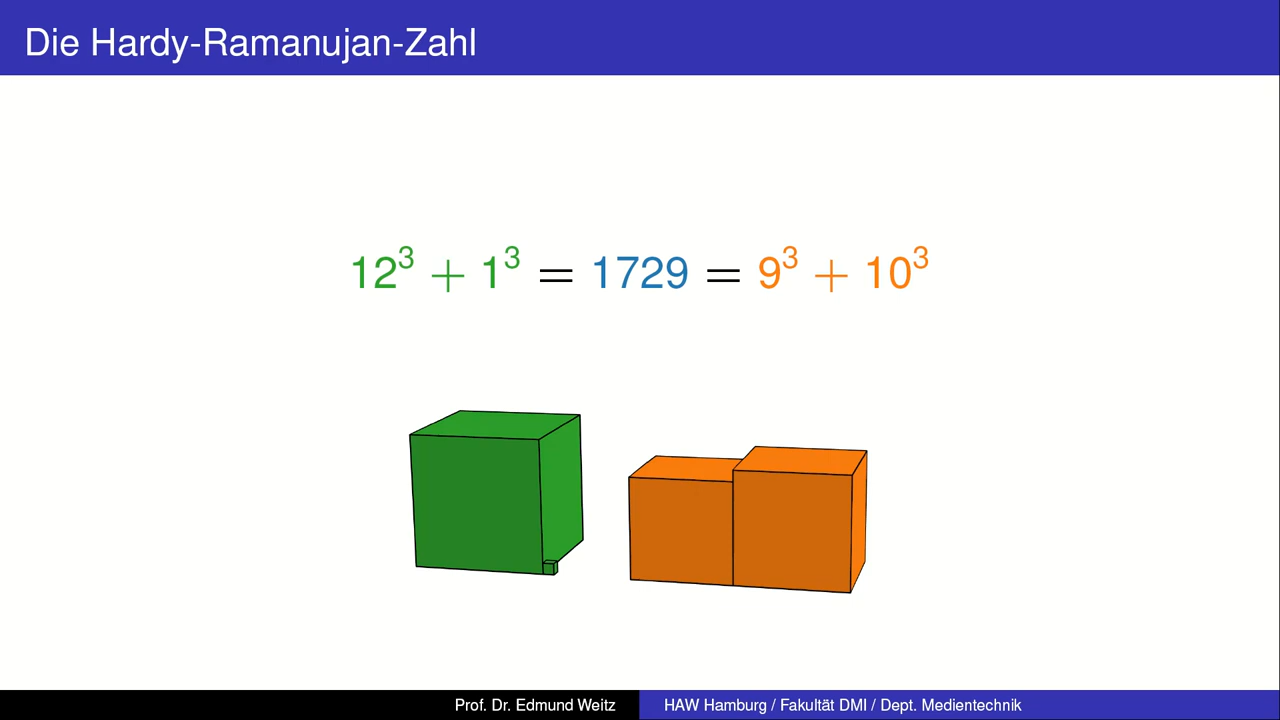 Die Hardy-Ramanujan-Zahl
12³ + 1³ = 1729 = 9³ + 10³
Prof. Dr. Edmund Weitz HAW Hamburg / Fakultät DMI / Dept. Medientechnik